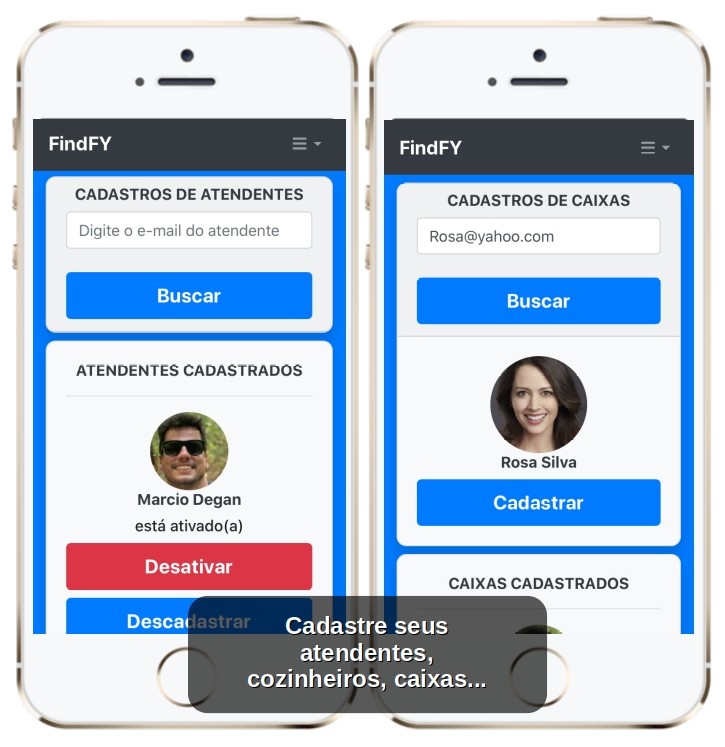 FindFY
CADASTROS DE ATENDENTES
Digite o e-mail do atendente
Buscar
ATENDENTES CADASTRADOS
Marcio Degan
está ativado(a)
Desativar
Descadastrar
FindFY
CADASTROS DE CAIXAS
Rosa@yahoo.com
Buscar
Rosa Silva
Cadastrar
CAIXAS CADASTRADOS
Cadastre seus
atendentes,
cozinheiros, caixas...